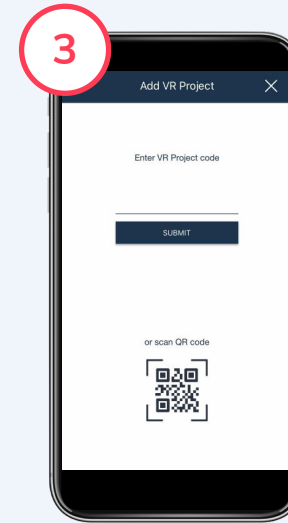 3
Add VR Project
Enter VR Project code
SUBMIT
or scan QR code